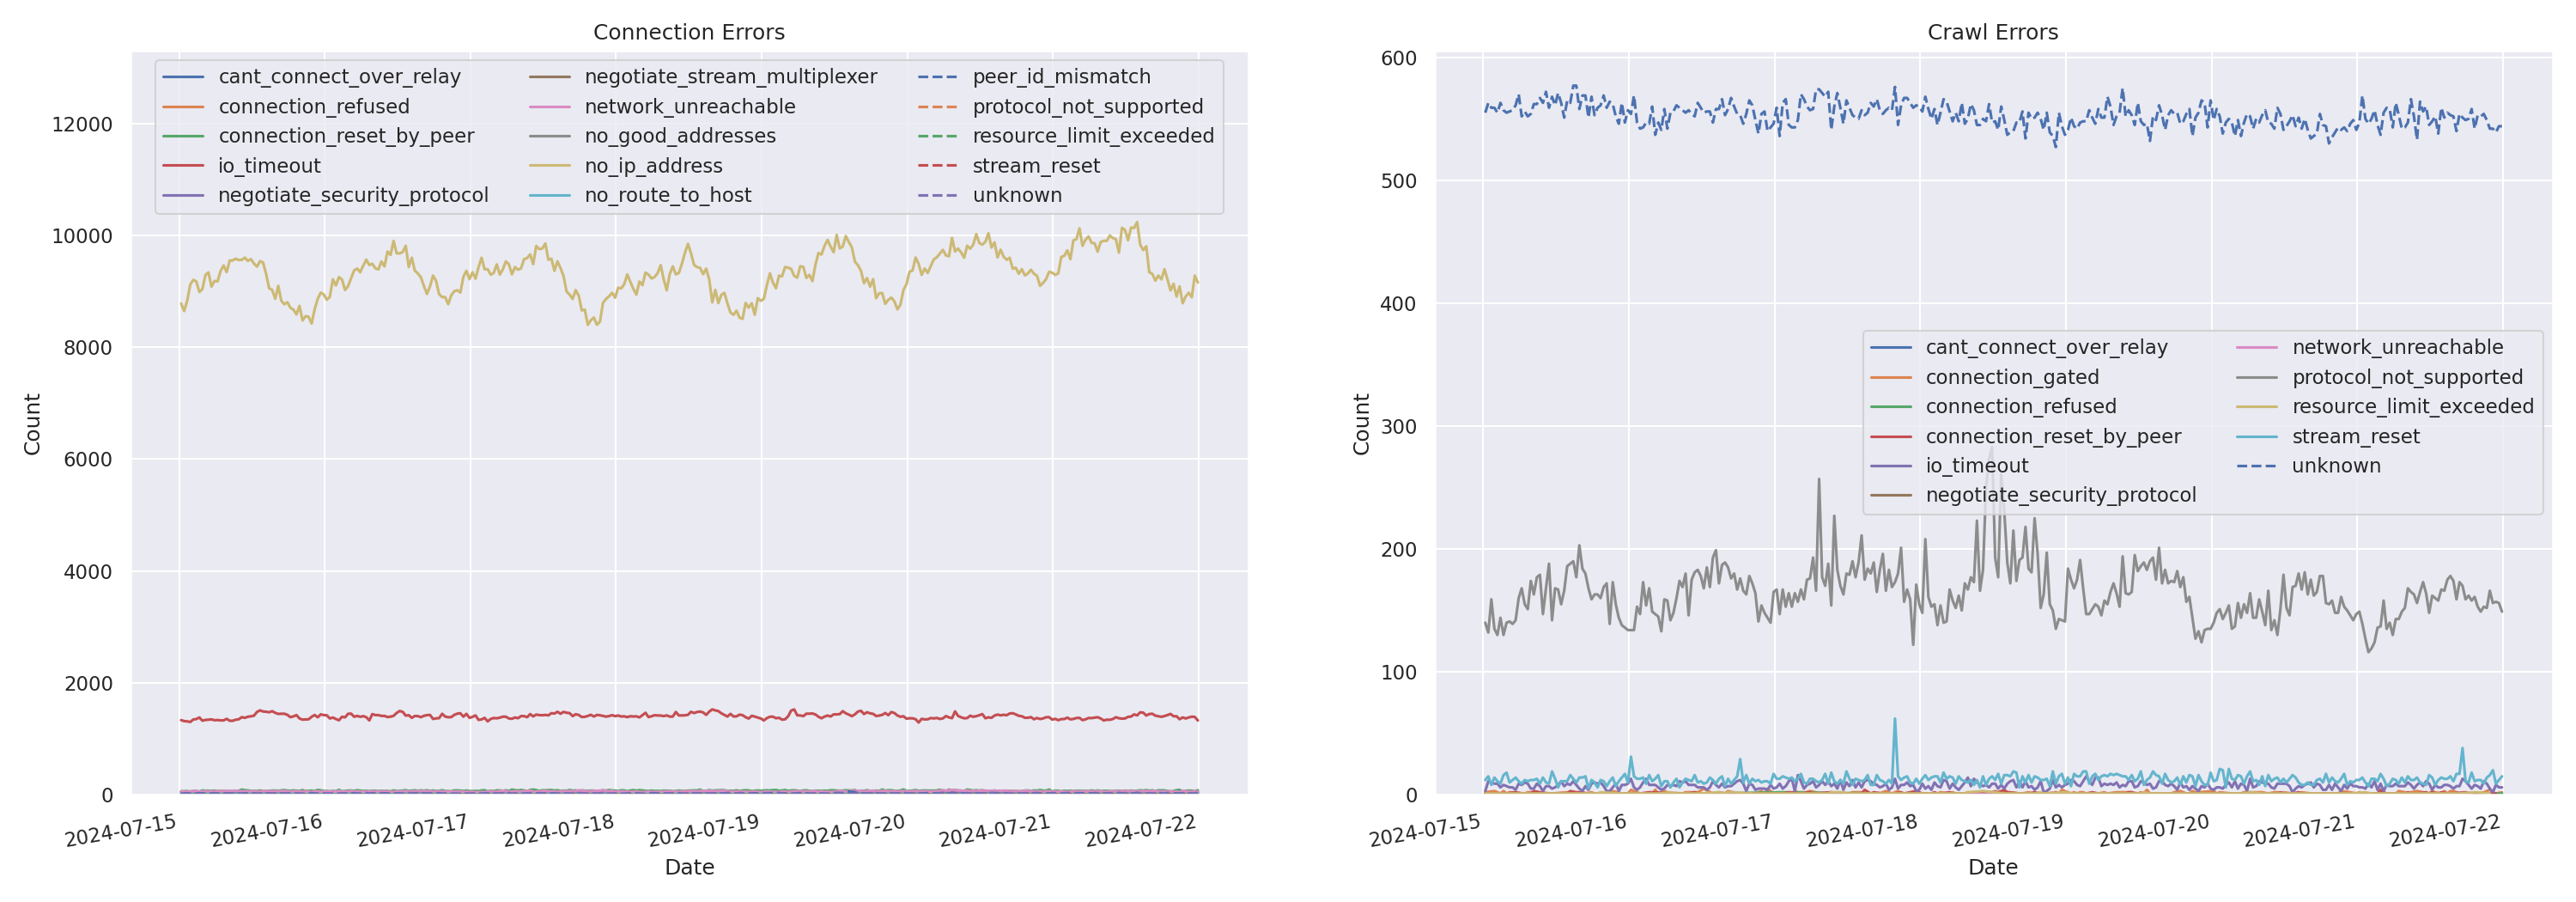 Connection Errors
cant_connect_over_relay
connection_refused
connection_reset_by_peer
io_timeout
negotiate_security_protocol
negotiate_stream_multiplexer
network_unreachable
no_good_addresses
no_ip_address
no_route_to_host
peer_id_mismatch
protocol_not_supported
resource_limit_exceeded
stream_reset
unknown
12000
10000
8000
6000
4000
2000
0
Count
2024-07-15
2024-07-16
2024-07-17
2024-07-18
2024-07-19
2024-07-20
2024-07-21
2024-07-22
Date
Crawl Errors
600
500
400
300
200
100
0
Count
cant_connect_over_relay
connection_gated
connection_refused
connection_reset_by_peer
io_timeout
negotiate_security_protocol
network_unreachable
protocol_not_supported
resource_limit_exceeded
stream_reset
unknown
2024-07-15
2024-07-16
2024-07-17
2024-07-18
2024-07-19
2024-07-20
2024-07-21
2024-07-22
Date